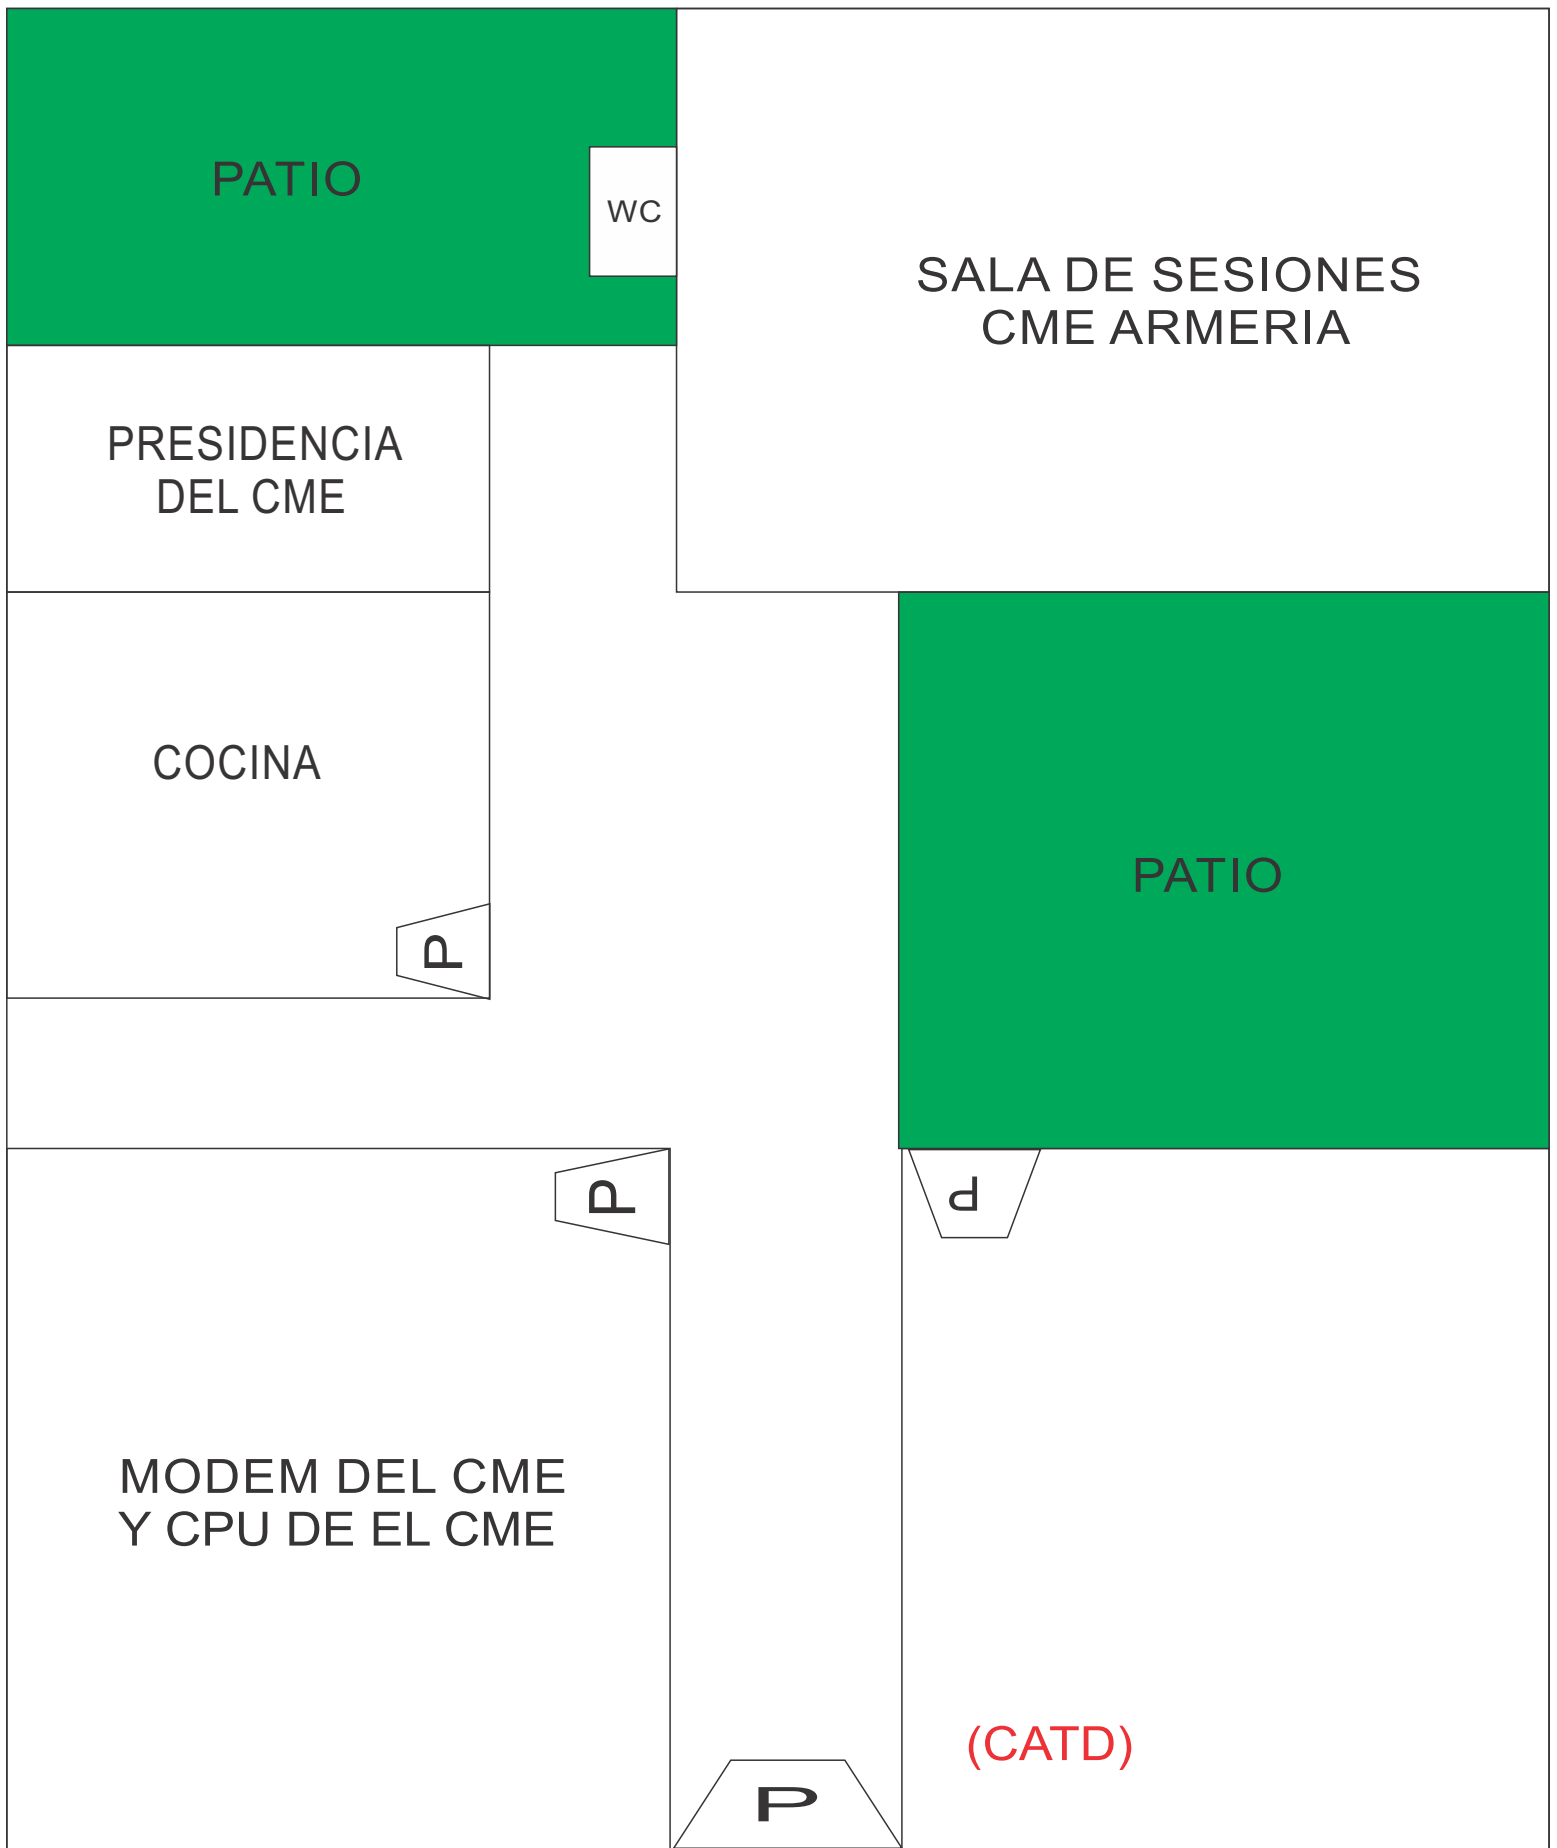 PATIO
WC
SALA DE SESIONES
CME ARMERIA
PRESIDENCIA
DEL CME
COCINA
PATIO
P
P
P
MODEM DEL CME
Y CPU DE EL CME
(CATD)
P